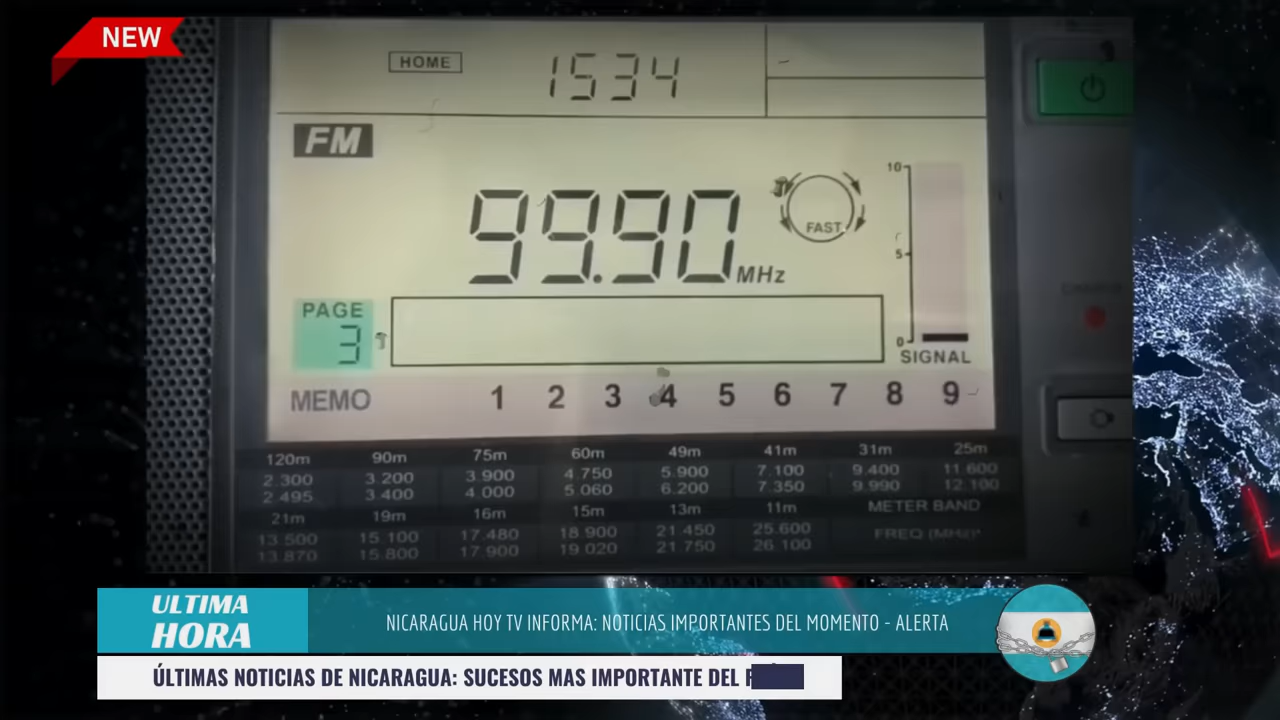 NEW
HOME
1534
FM
99.90 MHz
FAST
10
5
0
SIGNAL
PAGE
3
MEMO 1 2 3 4 5 6 7 8 9
120m 90m 75m 60m 49m 41m 31m 25m
2.300 3.200 3.900 4.750 5.900 7.100 9.400 11.600
2.495 3.400 4.000 5.060 6.200 7.350 9.990 12.100
21m 19m 16m 15m 13m 11m METER BAND
13.500 15.100 17.480 18.900 21.450 25.600 FREQ (MHz)
13.870 15.800 17.900 19.020 21.750 26.100
ULTIMA
HORA
NICARAGUA HOY TV INFORMA: NOTICIAS IMPORTANTES DEL MOMENTO - ALERTA
ÚLTIMAS NOTICIAS DE NICARAGUA: SUCESOS MAS IMPORTANTE DEL